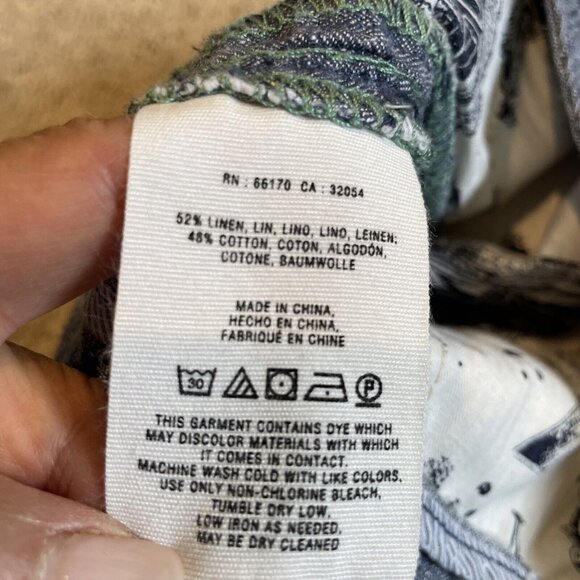 RN : 66170 CA : 32054
52% LINEN, LIN, LINO, LINO, LEINEN;
48% COTTON, COTON, ALGODÓN,
COTONE, BAUMWOLLE
MADE IN CHINA,
HECHO EN CHINA,
FABRIQUÉ EN CHINE
30 P
THIS GARMENT CONTAINS DYE WHICH
MAY DISCOLOR MATERIALS WITH WHICH
IT COMES IN CONTACT.
MACHINE WASH COLD WITH LIKE COLORS.
USE ONLY NON-CHLORINE BLEACH,
TUMBLE DRY LOW,
LOW IRON AS NEEDED,
MAY BE DRY CLEANED